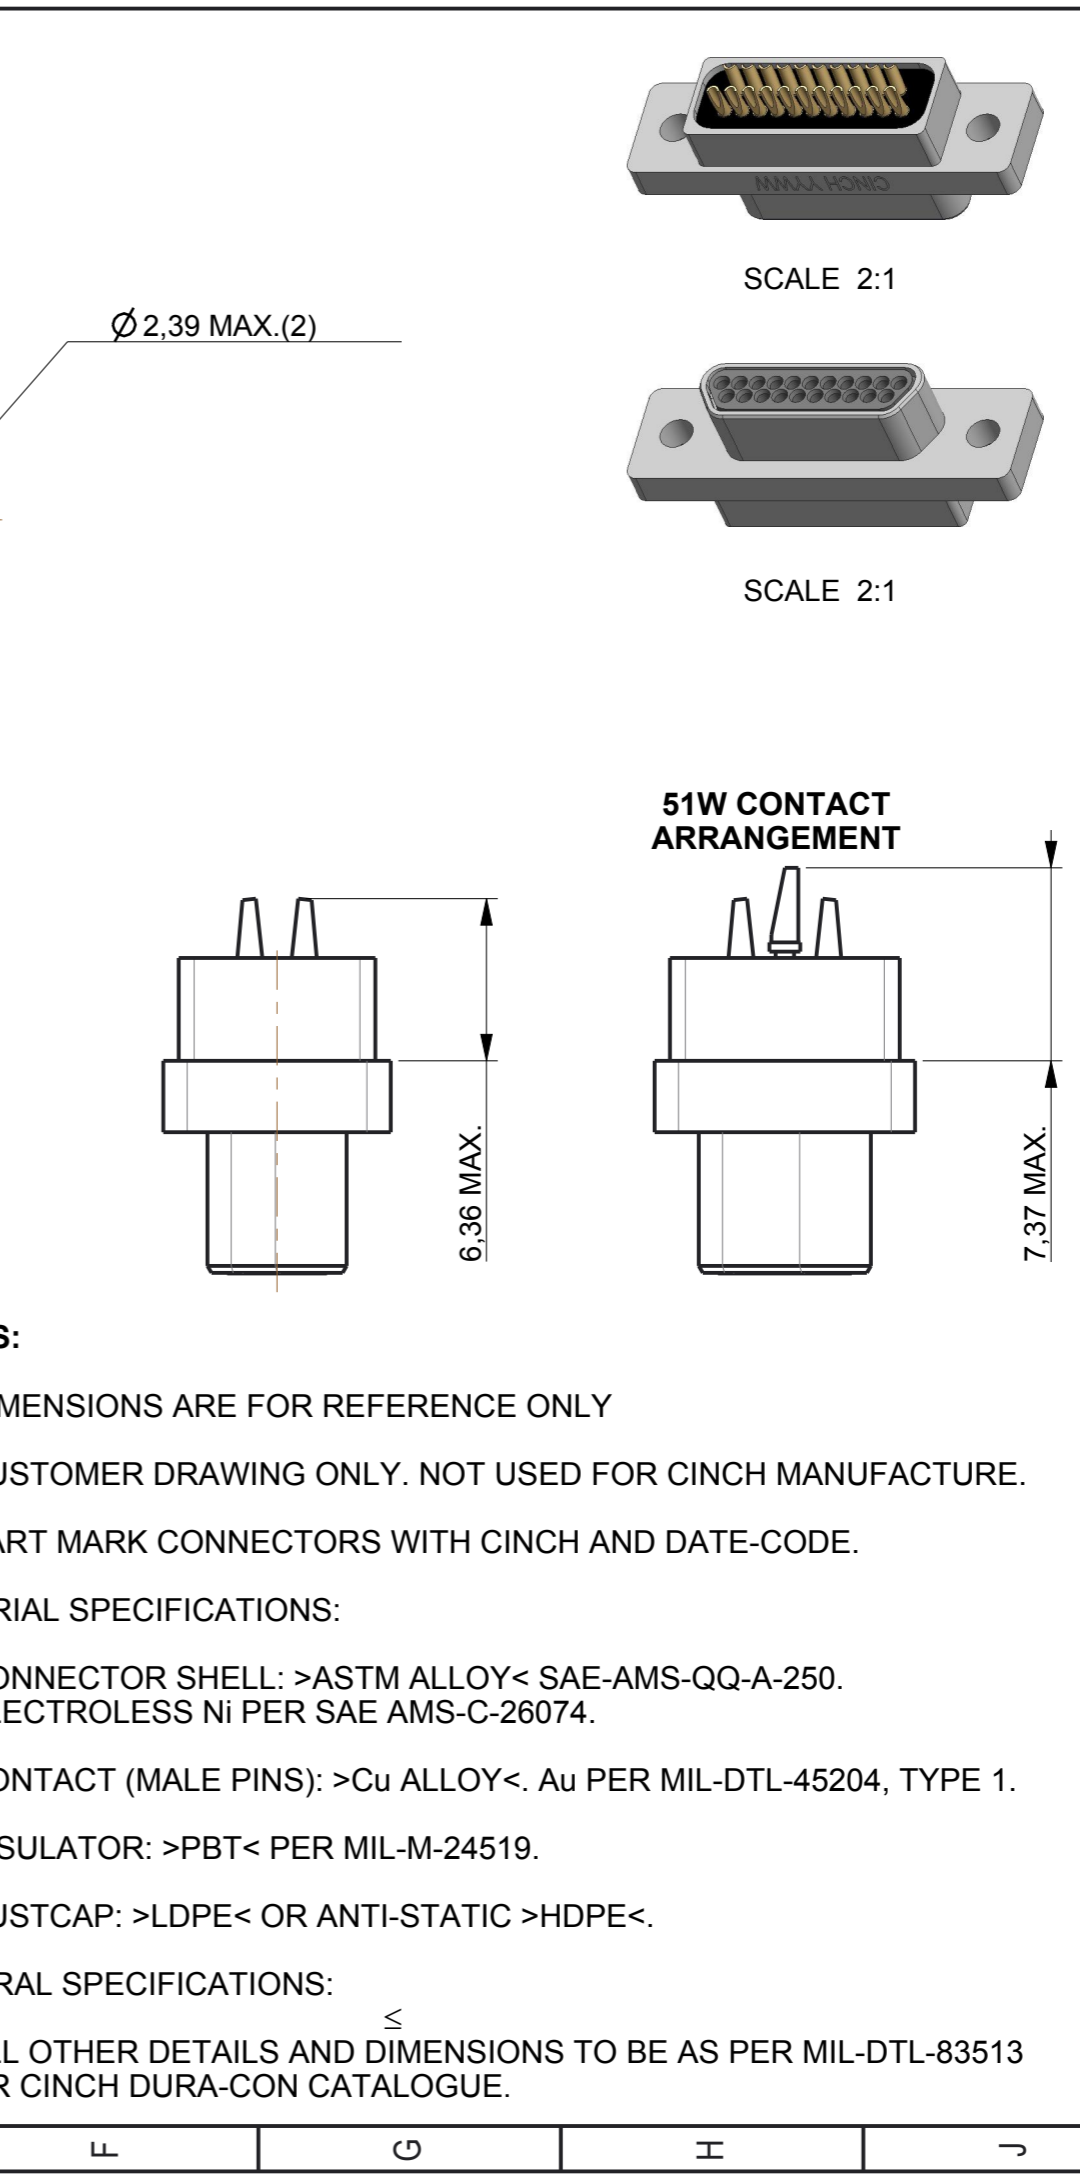 CINCH YYWW
SCALE 2:1
Ø 2,39 MAX.(2)
SCALE 2:1
51W CONTACT
ARRANGEMENT
6,36 MAX.
7,37 MAX.
S:
MENSIONS ARE FOR REFERENCE ONLY
USTOMER DRAWING ONLY. NOT USED FOR CINCH MANUFACTURE.
ART MARK CONNECTORS WITH CINCH AND DATE-CODE.
RIAL SPECIFICATIONS:
ONNECTOR SHELL: >ASTM ALLOY< SAE-AMS-QQ-A-250.
LECTROLESS Ni PER SAE AMS-C-26074.
ONTACT (MALE PINS): >Cu ALLOY<. Au PER MIL-DTL-45204, TYPE 1.
SULATOR: >PBT< PER MIL-M-24519.
USTCAP: >LDPE< OR ANTI-STATIC >HDPE<.
RAL SPECIFICATIONS:
≤
L OTHER DETAILS AND DIMENSIONS TO BE AS PER MIL-DTL-83513
R CINCH DURA-CON CATALOGUE.
F G H J